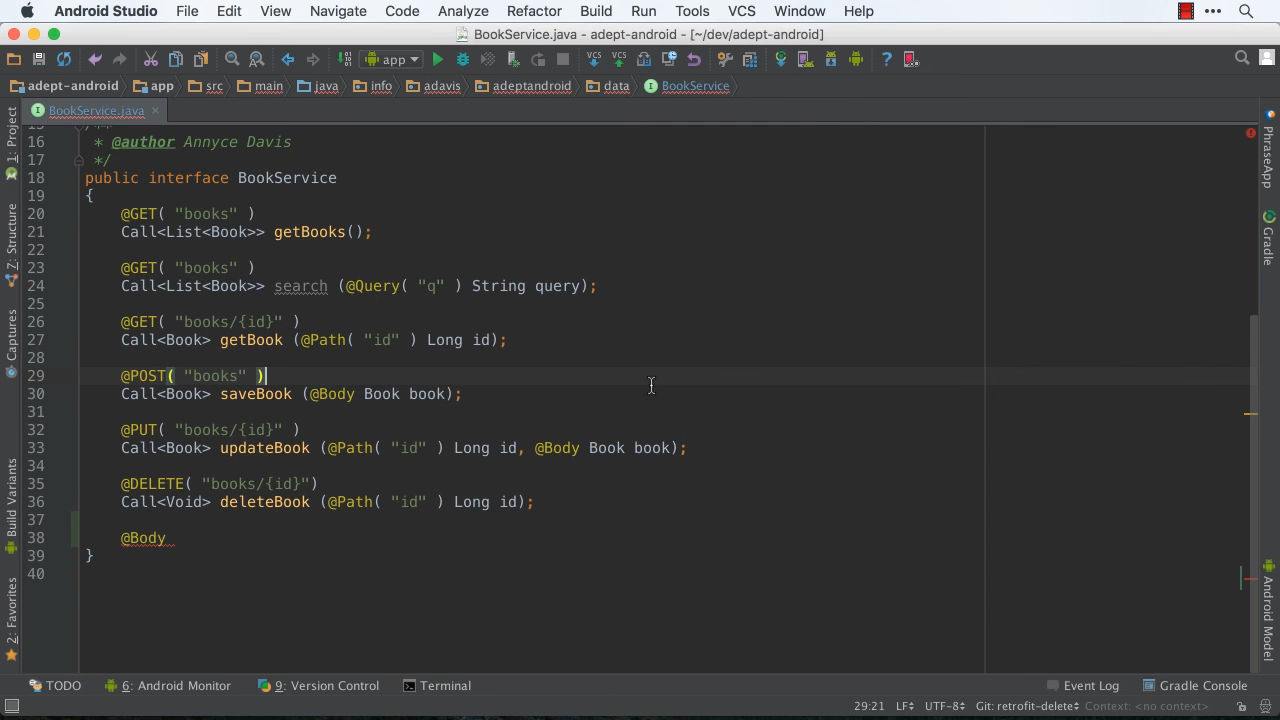 Android Studio File Edit View Navigate Code Analyze Refactor Build Run Tools VCS Window Help
BookService.java - adept-android - [~/dev/adept-android]
app
VCS VCS ?
adept-android app src main java info adavis adeptandroid data BookService
BookService.java
1: Project
7: Structure
Captures
Build Variants
2: Favorites
PhraseApp
Gradle
Android Model
15 /**
16 * @author Annyce Davis
17 */
18 public interface BookService
19 {
20 @GET( "books" )
21 Call<List<Book>> getBooks();
22
23 @GET( "books" )
24 Call<List<Book>> search (@Query( "q" ) String query);
25
26 @GET( "books/{id}" )
27 Call<Book> getBook (@Path( "id" ) Long id);
28
29 @POST( "books" )
30 Call<Book> saveBook (@Body Book book);
31
32 @PUT( "books/{id}" )
33 Call<Book> updateBook (@Path( "id" ) Long id, @Body Book book);
34
35 @DELETE( "books/{id}")
36 Call<Void> deleteBook (@Path( "id" ) Long id);
37
38 @Body
39 }
40
TODO 6: Android Monitor 9: Version Control Terminal Event Log Gradle Console
29:21 LF UTF-8 Git: retrofit-delete Context: <no context>